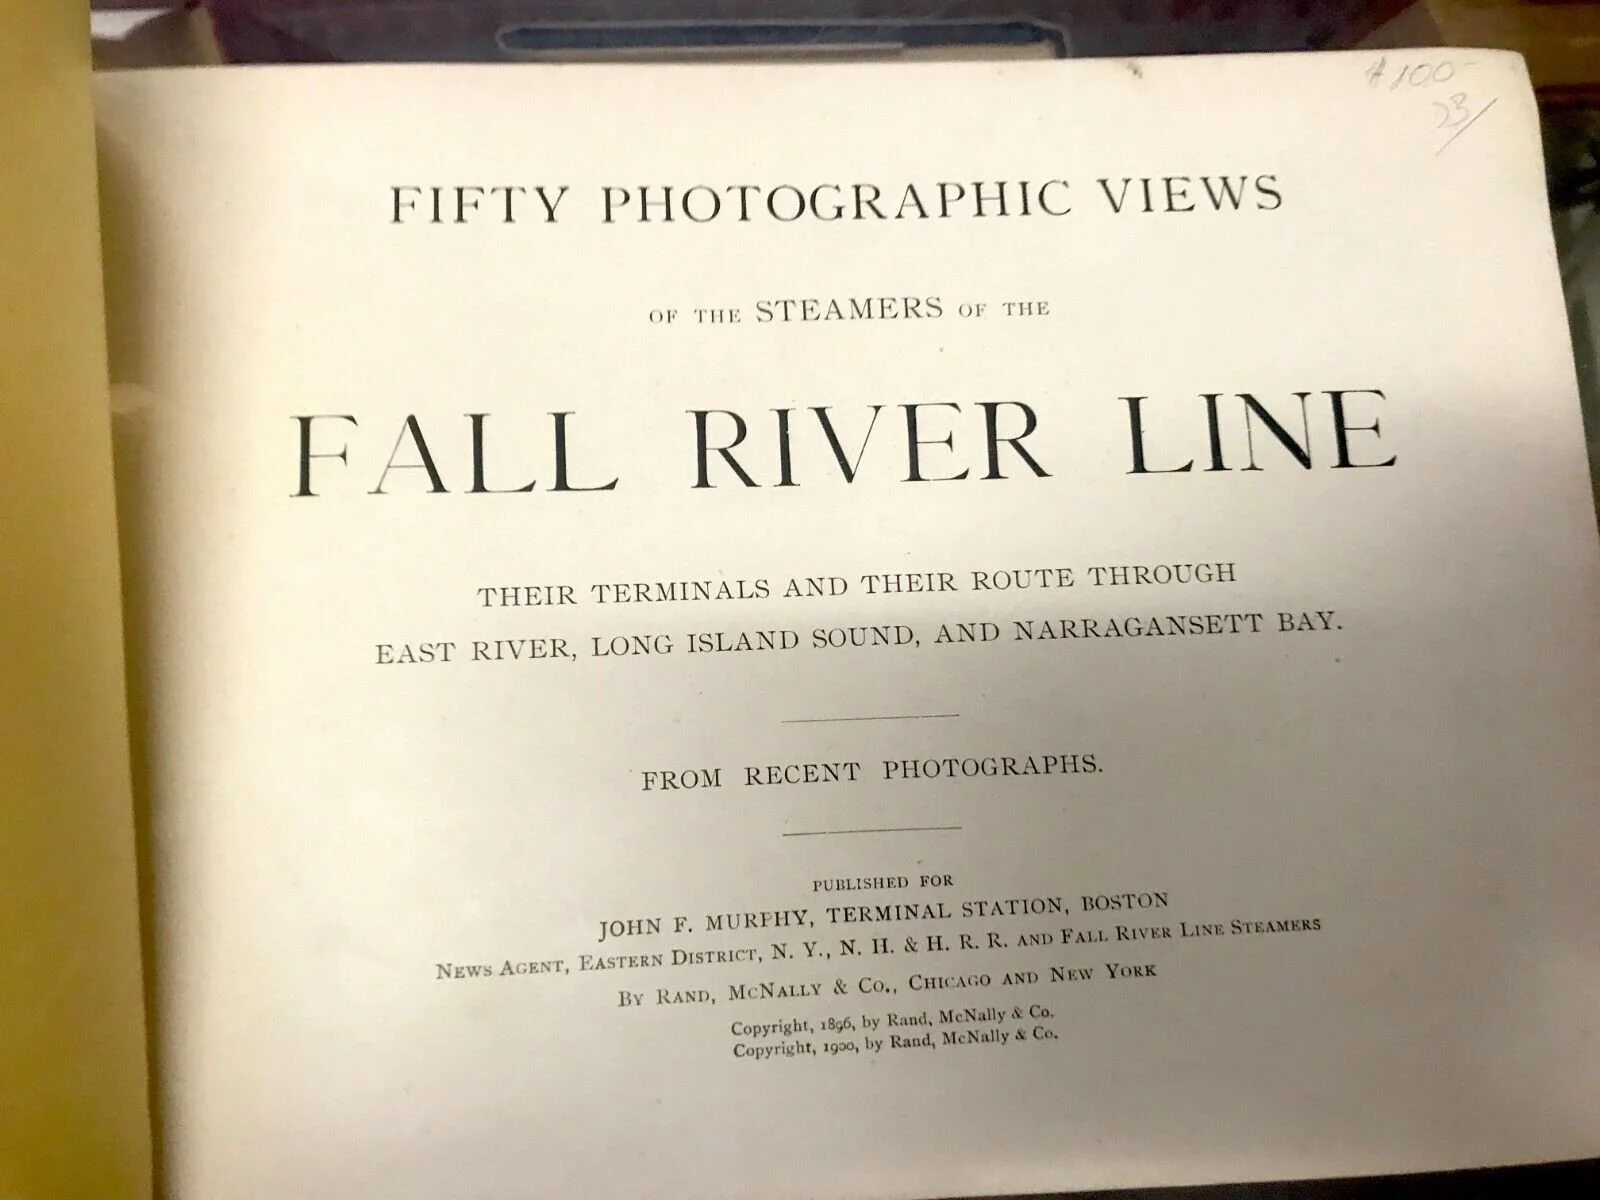 $100-
FIFTY PHOTOGRAPHIC VIEWS
OF THE STEAMERS OF THE
FALL RIVER LINE
THEIR TERMINALS AND THEIR ROUTE THROUGH
EAST RIVER, LONG ISLAND SOUND, AND NARRAGANSETT BAY.
FROM RECENT PHOTOGRAPHS.
PUBLISHED FOR
JOHN F. MURPHY, TERMINAL STATION, BOSTON
NEWS AGENT, EASTERN DISTRICT, N. Y., N. H. & H. R. R. AND FALL RIVER LINE STEAMERS
BY RAND, MCNALLY & CO., CHICAGO AND NEW YORK
Copyright, 1896, by Rand, McNally & Co.
Copyright, 1900, by Rand, McNally & Co.